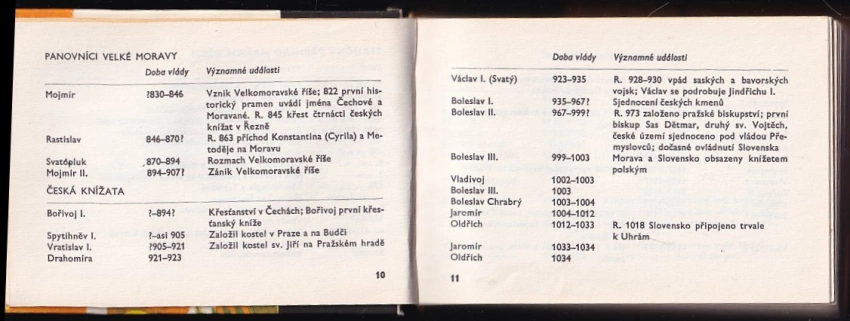 PANOVNÍCI VELKÉ MORAVY
Doba vlády Významné události
Mojmír ?830–846 Vznik Velkomoravské říše; 822 první his-
torický pramen uvádí jména Čechové a
Moravané. R. 845 křest čtrnácti českých
knížat v Řezně
Rastislav 846–870? R. 863 příchod Konstantina (Cyrila) a Me-
toděje na Moravu
Svatopluk 870–894 Rozmach Velkomoravské říše
Mojmír II. 894–907? Zánik Velkomoravské říše
ČESKÁ KNÍŽATA
Bořivoj I. ?–894? Křesťanství v Čechách; Bořivoj první křes-
ťanský kníže
Spytihněv I. ?–asi 905 Založil kostel v Praze a na Budči
Vratislav I. ?905–921 Založil kostel sv. Jiří na Pražském hradě
Drahomíra 921–923
10
Doba vlády Významné události
Václav I. (Svatý) 923–935 R. 928–930 vpád saských a bavorských
vojsk; Václav se podrobuje Jindřichu I.
Boleslav I. 935–967? Sjednocení českých kmenů
Boleslav II. 967–999? R. 973 založeno pražské biskupství; první
biskup Sas Dětmar, druhý sv. Vojtěch,
české území sjednoceno pod vládou Pře-
myslovců; dočasné ovládnutí Slovenska
Boleslav III. 999–1003 Morava a Slovensko obsazeny knížetem
polským
Vladivoj 1002–1003
Boleslav III. 1003
Boleslav Chrabrý 1003–1004
Jaromír 1004–1012
Oldřich 1012–1033 R. 1018 Slovensko připojeno trvale
k Uhrám
Jaromír 1033–1034
Oldřich 1034
11